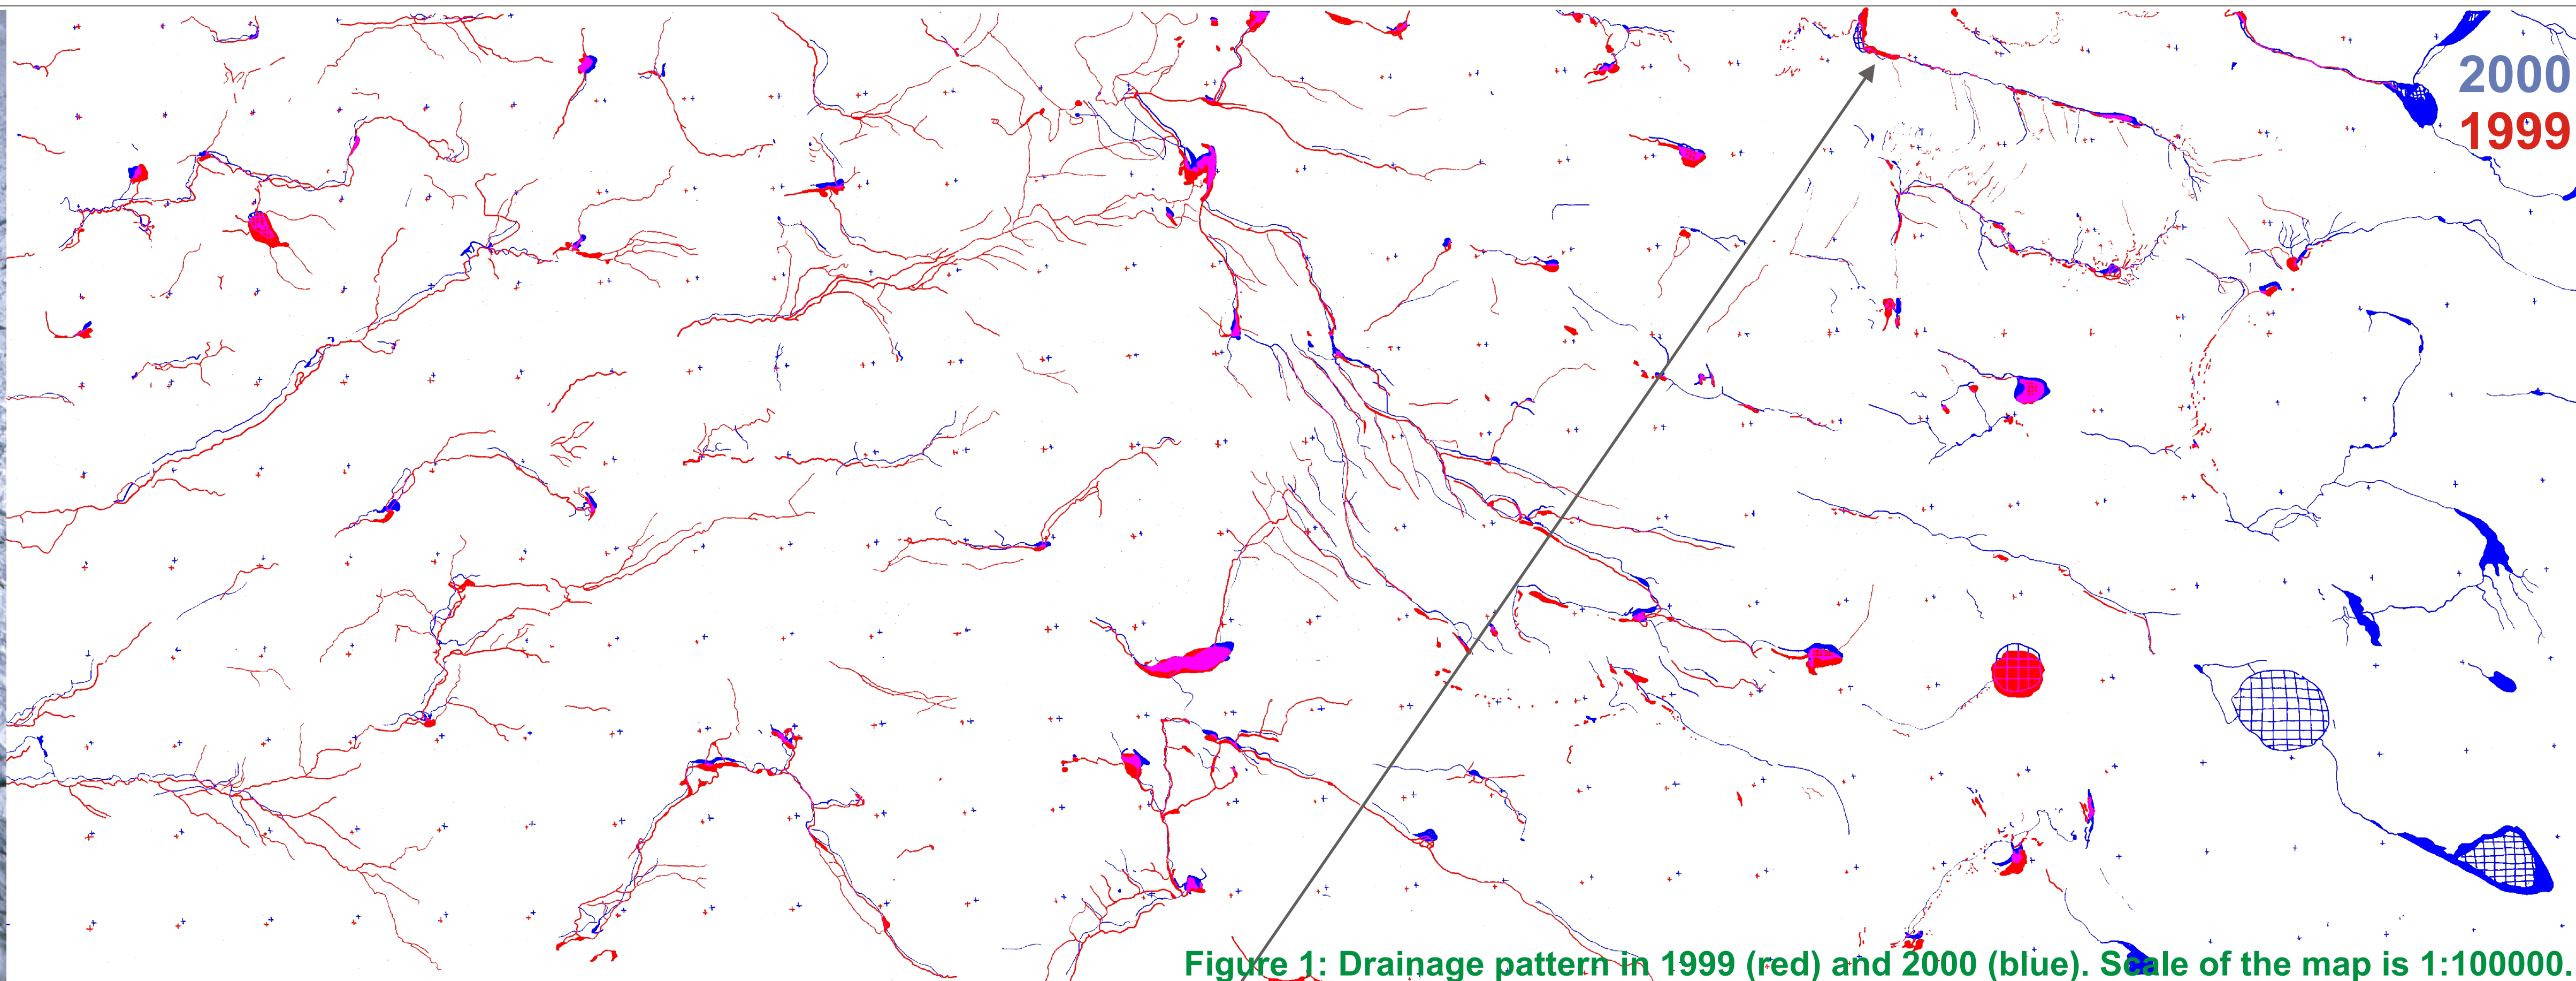 2000
1999
Figure 1: Drainage pattern in 1999 (red) and 2000 (blue). Scale of the map is 1:100000.